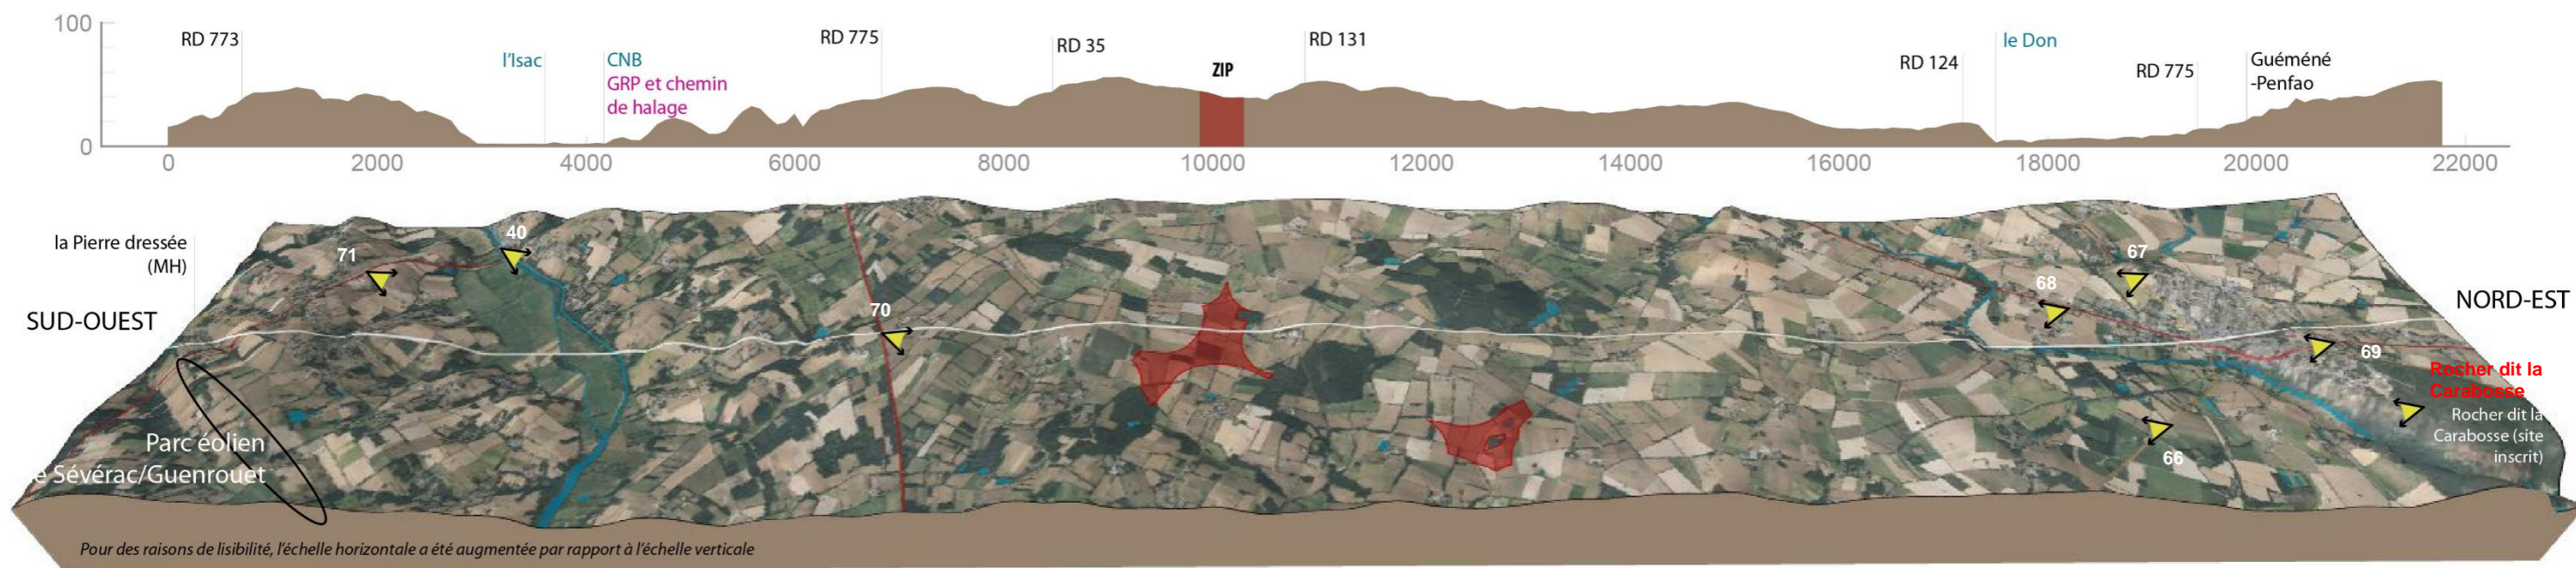 100
RD 773
l'Isac
CNB
GRP et chemin
de halage
RD 775
RD 35
ZIP
RD 131
RD 124
le Don
RD 775
Guéméné
-Penfao
0
0
2000
4000
6000
8000
10000
12000
14000
16000
18000
20000
22000
la Pierre dressée
(MH)
SUD-OUEST
71
40
70
67
68
NORD-EST
69
Rocher dit la
Carabosse
Rocher dit la
Carabosse (site
inscrit)
66
Parc éolien
e Sévérac/Guenrouet
Pour des raisons de lisibilité, l'échelle horizontale a été augmentée par rapport à l'échelle verticale